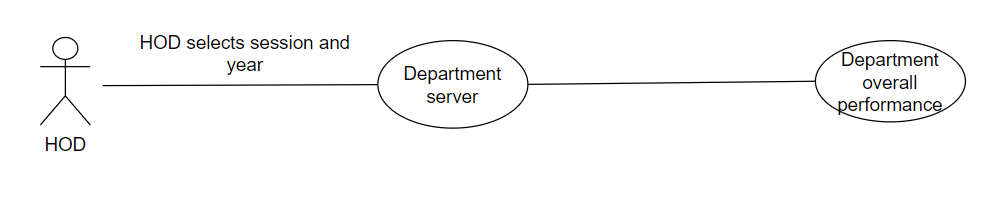 HOD selects session and
year
HOD
Department
server
Department
overall
performance